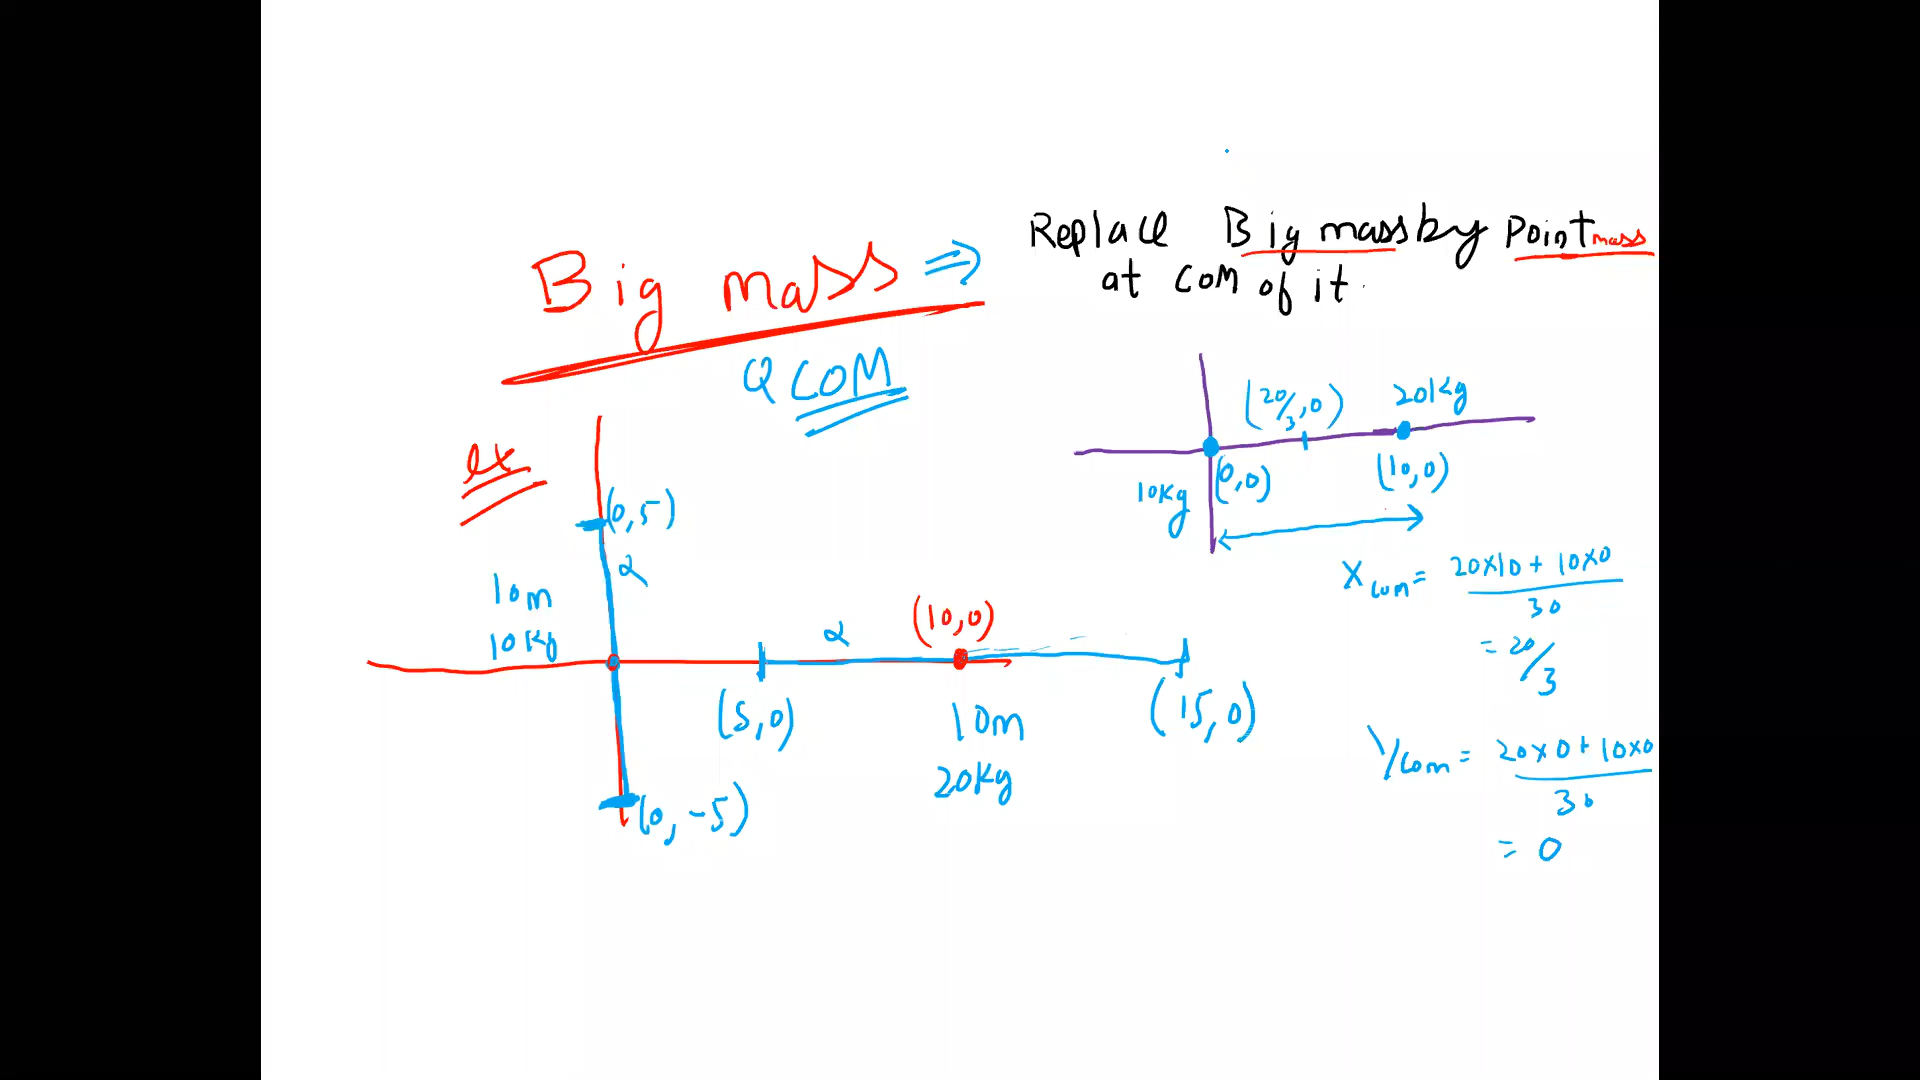 Big mass ⇒
Replace Big mass by Point mass
at COM of it.
Q COM
ex
(0,5)
α
10m
10Kg
(10,0)
α
(5,0)
10m
20Kg
(15,0)
(0,-5)
(20/3,0)
20Kg
(0,0)
(10,0)
10Kg
Xcom = 20×10 + 10×0
30
= 20/3
Ycom = 20×0 + 10×0
30
= 0